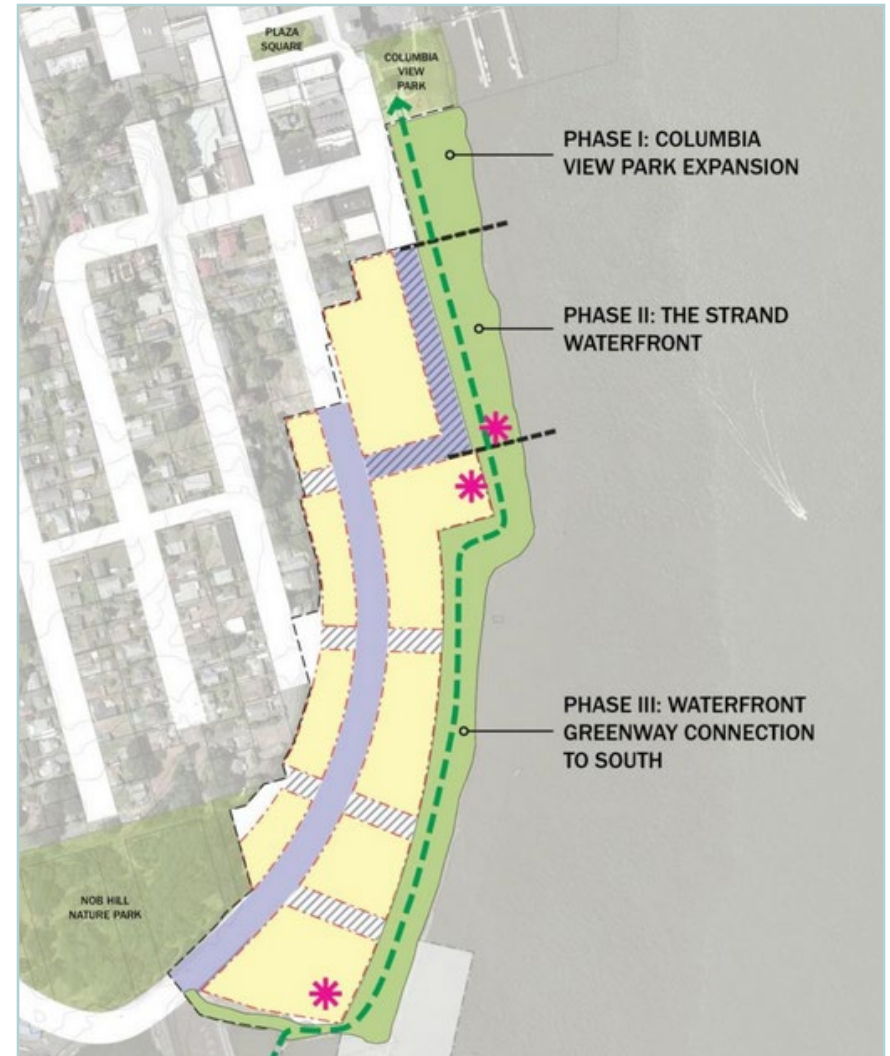 PLAZA
SQUARE
COLUMBIA
VIEW
PARK
PHASE I: COLUMBIA
VIEW PARK EXPANSION
PHASE II: THE STRAND
WATERFRONT
PHASE III: WATERFRONT
GREENWAY CONNECTION
TO SOUTH
NOB HILL
NATURE PARK